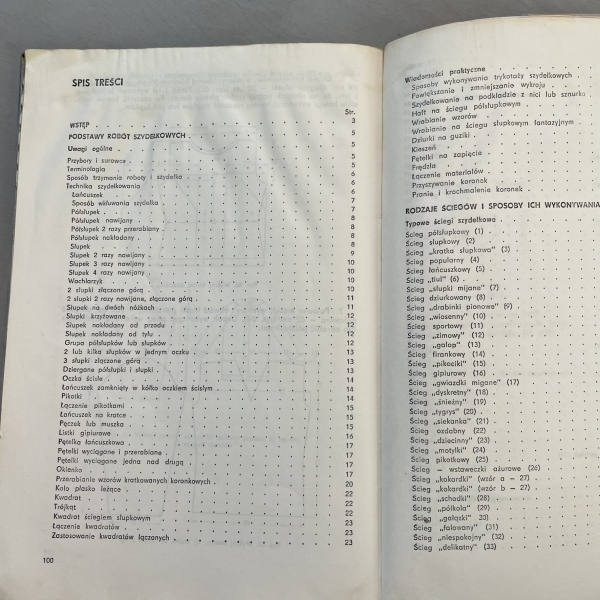 SPIS TREŚCI
Str.
WSTĘP 3
PODSTAWY ROBÓT SZYDEŁKOWYCH 5
Uwagi ogólne 5
Przybory i surowce 5
Terminologia 5
Sposób trzymania roboty i szydełka 6
Technika szydełkowania 6
Łańcuszek 6
Sposób wkłuwania szydełka 7
Półsłupek 7
Półsłupek nawijany 8
Półsłupek 2 razy przerabiany 8
Półsłupek nakładany 8
Słupek 8
Słupek 2 razy nawijany 9
Słupek 3 razy nawijany 10
Słupek 4 razy nawijany 10
Wachlarzyk 10
2 słupki złączone górą 10
2 słupki 2 razy nawijane, złączone górą 11
Słupek na dwóch nóżkach 11
Słupki krzyżowane 12
Słupek nakładany od przodu 12
Słupek nakładany od tyłu 12
Grupa półsłupków lub słupków 12
2 lub kilka słupków w jednym oczku 13
3 słupki złączone górą 13
Dziergane półsłupki i słupki 13
Oczka ścisłe 14
Łańcuszek zamknięty w kółko oczkiem ścisłym 14
Pikotki 14
Łączenie pikotkami 15
Łańcuszek na kratce 15
Pęczek lub muszka 15
Listki gipiurowe 16
Pętelka łańcuszkowa 17
Pętelki wyciągane i przerabiane 17
Pętelki wyciągane jedna nad drugą 17
Okienka 17
Przerabianie wzorów kratkowanych koronkowych 20
Koło płasko leżące 22
Kwadrat 22
Trójkąt 22
Kwadrat ściegiem słupkowym 22
Łączenie kwadratów 23
Zastosowanie kwadratów łączonych 23
100
Wiadomości praktyczne
Sposoby wykonywania trykotaży szydełkowych
Powiększanie i zmniejszanie wykroju
Szydełkowanie na podkładzie z nici lub sznurka
Haft na ściegu półsłupkowym
Wrabianie wzorów
Wrabianie na ściegu słupkowym fantazyjnym
Dziurki na guziki
Kieszeń
Pętelki na zapięcie
Frędzla
Łączenie materiałów
Przyszywanie koronek
Pranie i krochmalenie koronek
RODZAJE ŚCIEGÓW I SPOSOBY ICH WYKONYWANIA
Typowe ściegi szydełkowe
Ścieg półsłupkowy (1)
Ścieg słupkowy (2)
Ścieg „kratka słupkowa" (3)
Ścieg popularny (4)
Ścieg łańcuszkowy (5)
Ścieg „tiul" (6)
Ścieg „słupki mijane" (7)
Ścieg dziurkowany (8)
Ścieg „drabinki pionowe" (9)
Ścieg „wiosenny" (10)
Ścieg sportowy (11)
Ścieg „zimowy" (12)
Ścieg „galop" (13)
Ścieg firankowy (14)
Ścieg „pikociki" (15)
Ścieg gipiurowy (16)
Ścieg „gwiazdki migane" (17)
Ścieg „dyskretny" (18)
Ścieg „śnieżny" (19)
Ścieg „tygrys" (20)
Ścieg „siekanka" (21)
Ścieg ozdobny (22)
Ścieg „dziecinny" (23)
Ścieg „motylki" (24)
Ścieg pikotkowy (25)
Ścieg — wstaweczki ażurowe (26)
Ścieg „kokardki" (wzór a — 27)
Ścieg „kokardki" (wzór b — 27)
Ścieg „schodki" (28)
Ścieg „półkola" (29)
Ścieg „gałązki" 30)
Ścieg „falowany" (31)
Ścieg „niespokojny" (32)
Ścieg „delikatny" (33)